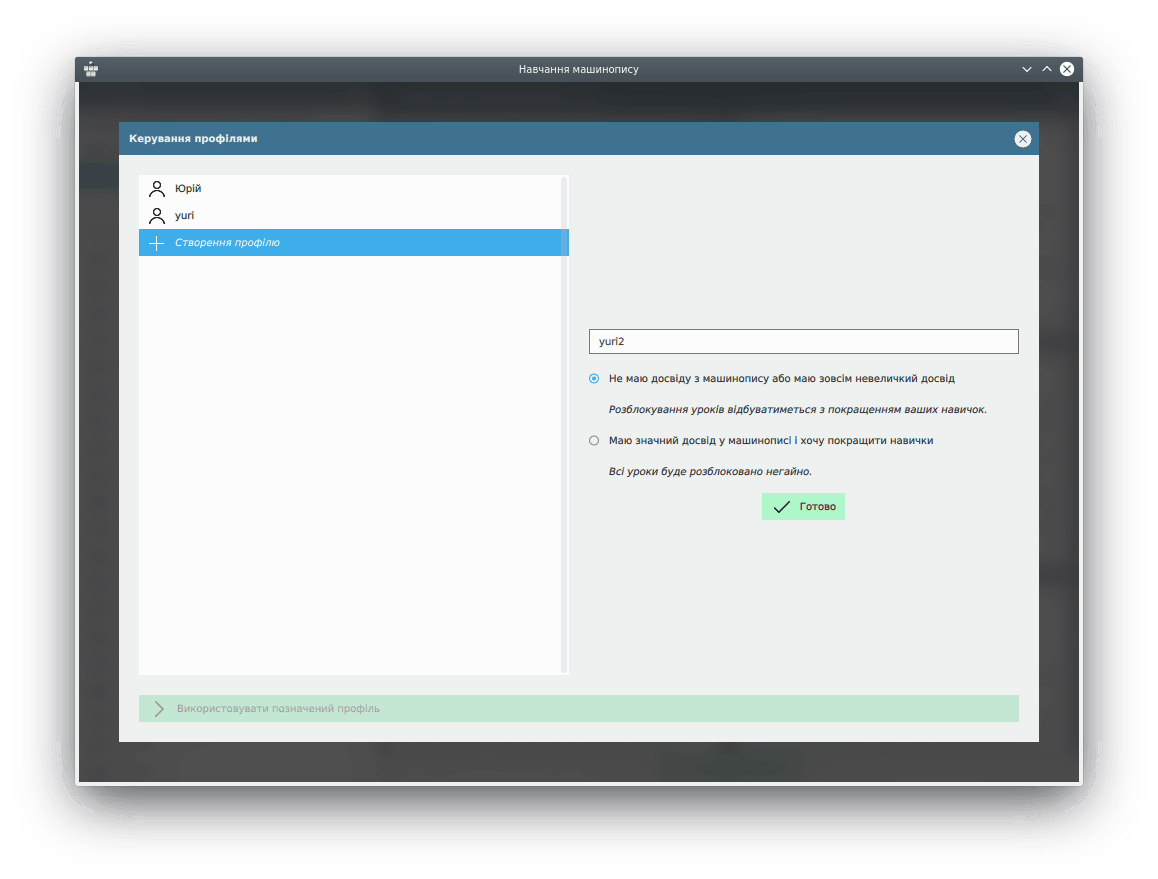 Навчання машинопису
Керування профілями
Юрій
yuri
Створення профілю
yuri2
Не маю досвіду з машинопису або маю зовсім невеличкий досвід
Розблокування уроків відбуватиметься з покращенням ваших навичок.
Маю значний досвід у машинописі і хочу покращити навички
Всі уроки буде розблоковано негайно.
Готово
Використовувати позначений профіль